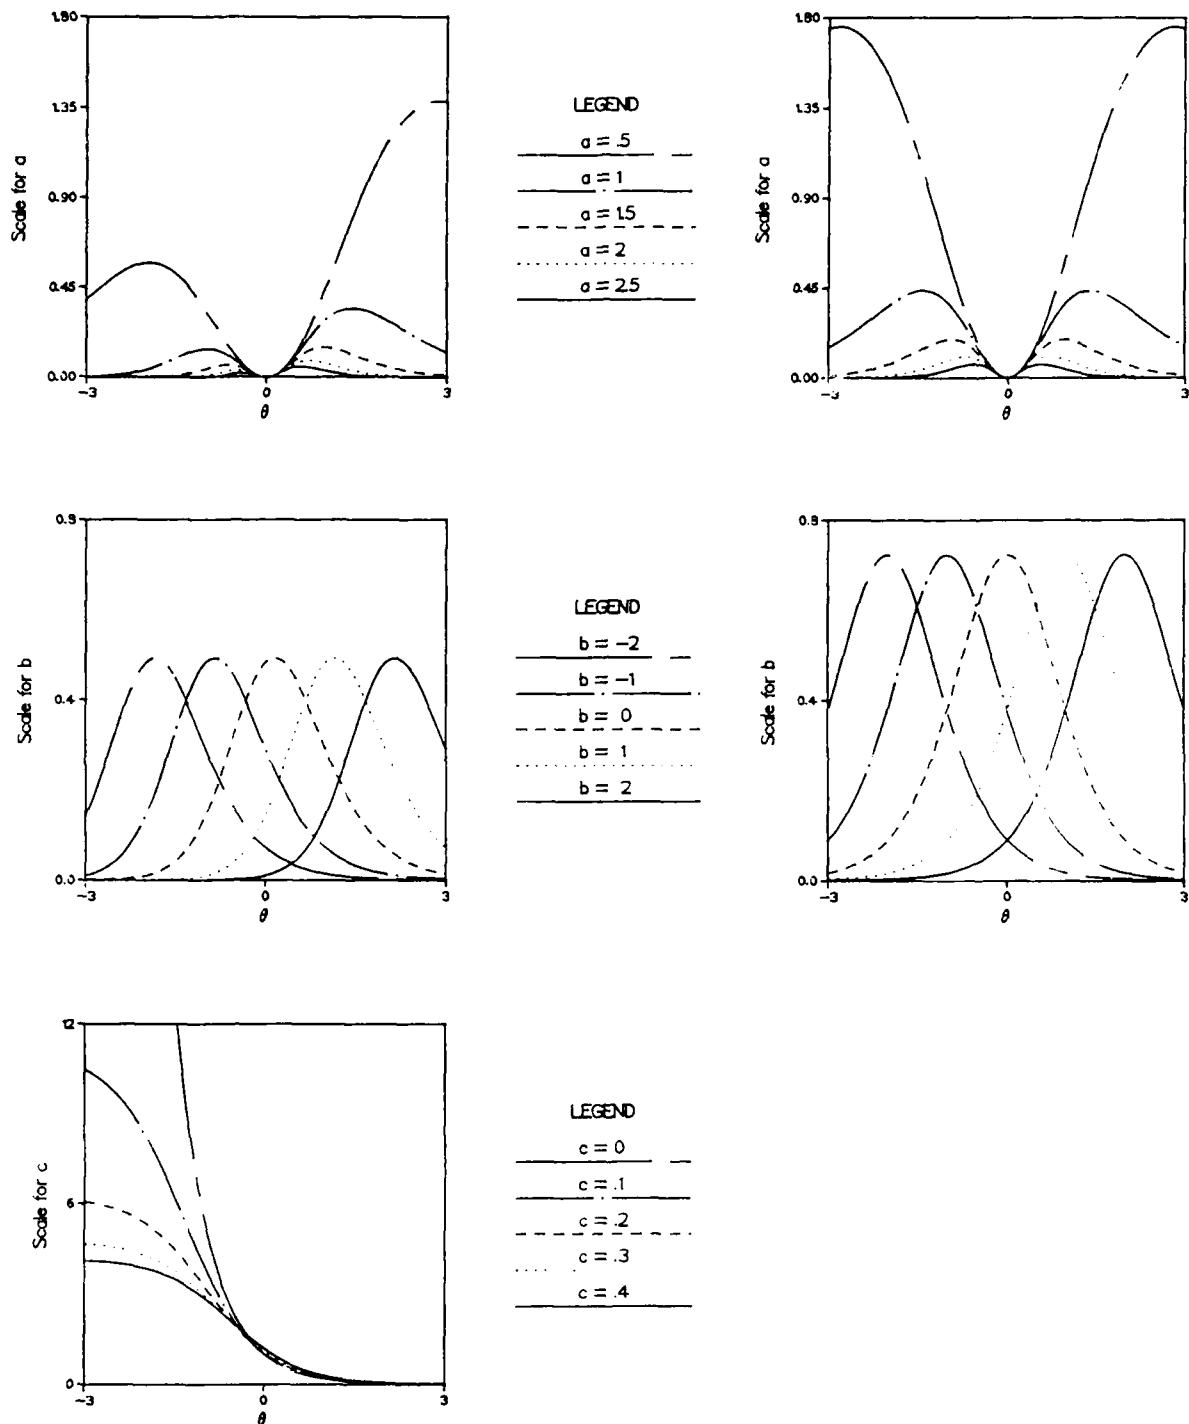 1.80
1.35
0.90
0.45
0.00
Scale for a
-3
0
3
θ
LEGEND
a = .5
a = 1
a = 1.5
a = 2
a = 2.5
1.80
1.35
0.90
0.45
0.00
Scale for a
-3
0
3
θ
0.8
0.4
0.0
Scale for b
-3
0
3
θ
LEGEND
b = -2
b = -1
b = 0
b = 1
b = 2
0.8
0.4
0.0
Scale for b
-3
0
3
θ
12
6
0
Scale for c
-3
0
3
θ
LEGEND
c = 0
c = .1
c = .2
c = .3
c = .4